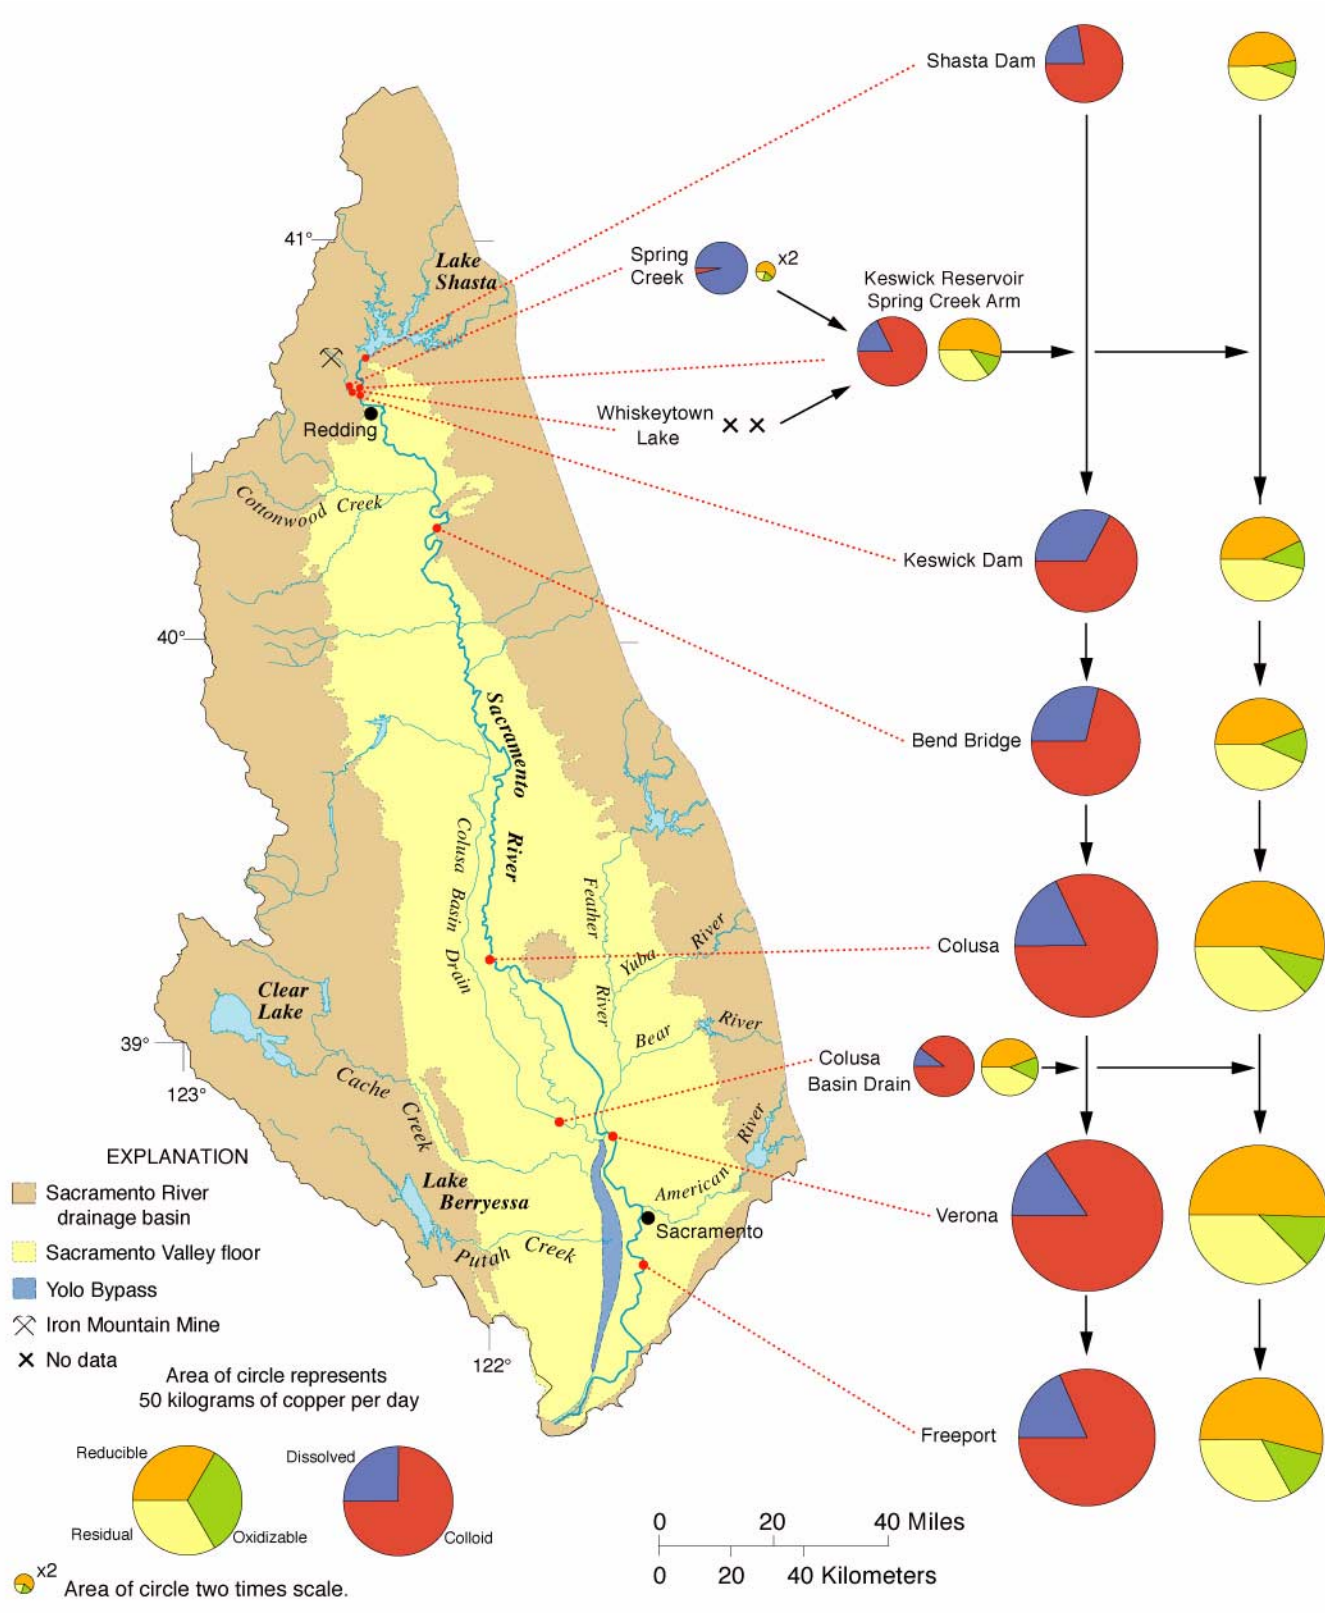 Shasta Dam
41°
Lake
Shasta
Spring
Creek
x2
Keswick Reservoir
Spring Creek Arm
Whiskeytown
Lake
Redding
Cottonwood Creek
Keswick Dam
40°
Sacramento River
Bend Bridge
Colusa Basin Drain
Feather River
Yuba River
Colusa
Clear
Lake
Bear River
39°
123°
Cache Creek
Colusa
Basin Drain
American River
EXPLANATION
Sacramento River
drainage basin
Sacramento Valley floor
Yolo Bypass
Iron Mountain Mine
No data
Lake
Berryessa
Putah Creek
Sacramento
Verona
122°
Area of circle represents
50 kilograms of copper per day
Freeport
Reducible
Residual
Oxidizable
Dissolved
Colloid
x2
Area of circle two times scale.
0 20 40 Miles
0 20 40 Kilometers